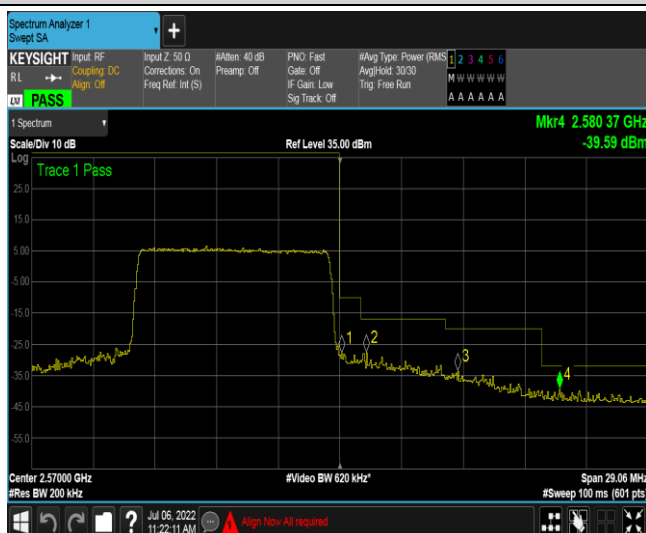 Spectrum Analyzer 1
Swept SA
+
KEYSIGHT
RL
LXI PASS
Input: RF
Coupling: DC
Align: Off
Input Z: 50 Ω
Corrections: On
Freq Ref: Int (S)
#Atten: 40 dB
Preamp: Off
PNO: Fast
Gate: Off
IF Gain: Low
Sig Track: Off
#Avg Type: Power (RMS
Avg|Hold: 30/30
Trig: Free Run
1 2 3 4 5 6
M W W W W W
A A A A A A
1 Spectrum
Mkr4 2.580 37 GHz
-39.59 dBm
Scale/Div 10 dB
Ref Level 35.00 dBm
Log
Trace 1 Pass
25.0
15.0
5.00
-5.00
-15.0
-25.0
-35.0
-45.0
-55.0
1
2
3
4
Center 2.57000 GHz
#Video BW 620 kHz*
Span 29.06 MHz
#Res BW 200 kHz
#Sweep 100 ms (601 pts)
?
Jul 06, 2022
11:22:11 AM
Align Now All required